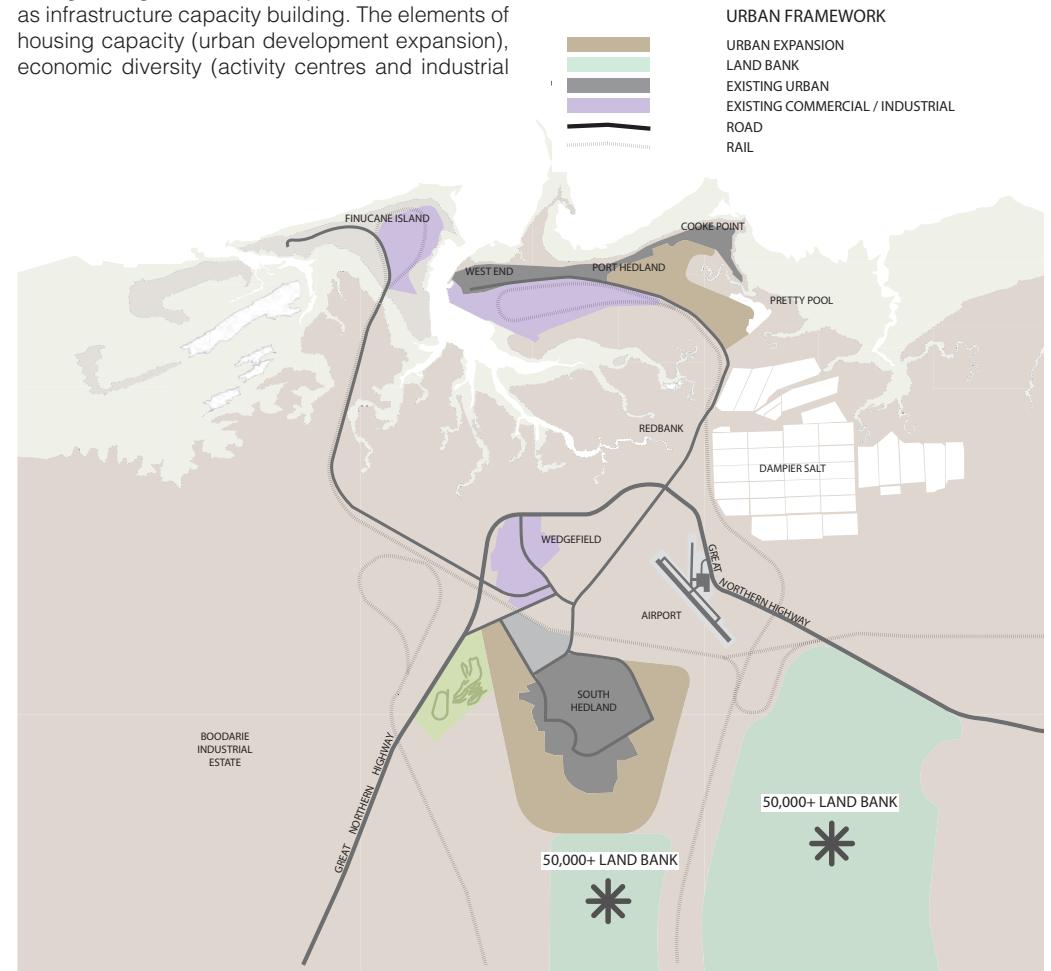 as infrastructure capacity building. The elements of
housing capacity (urban development expansion),
economic diversity (activity centres and industrial
URBAN FRAMEWORK
URBAN EXPANSION
LAND BANK
EXISTING URBAN
EXISTING COMMERCIAL / INDUSTRIAL
ROAD
RAIL
FINUCANE ISLAND
COOKE POINT
WEST END
PORT HEDLAND
PRETTY POOL
REDBANK
DAMPIER SALT
WEDGEFIELD
GREAT NORTHERN HIGHWAY
AIRPORT
SOUTH
HEDLAND
BOODARIE
INDUSTRIAL
ESTATE
GREAT NORTHERN HIGHWAY
50,000+ LAND BANK
50,000+ LAND BANK